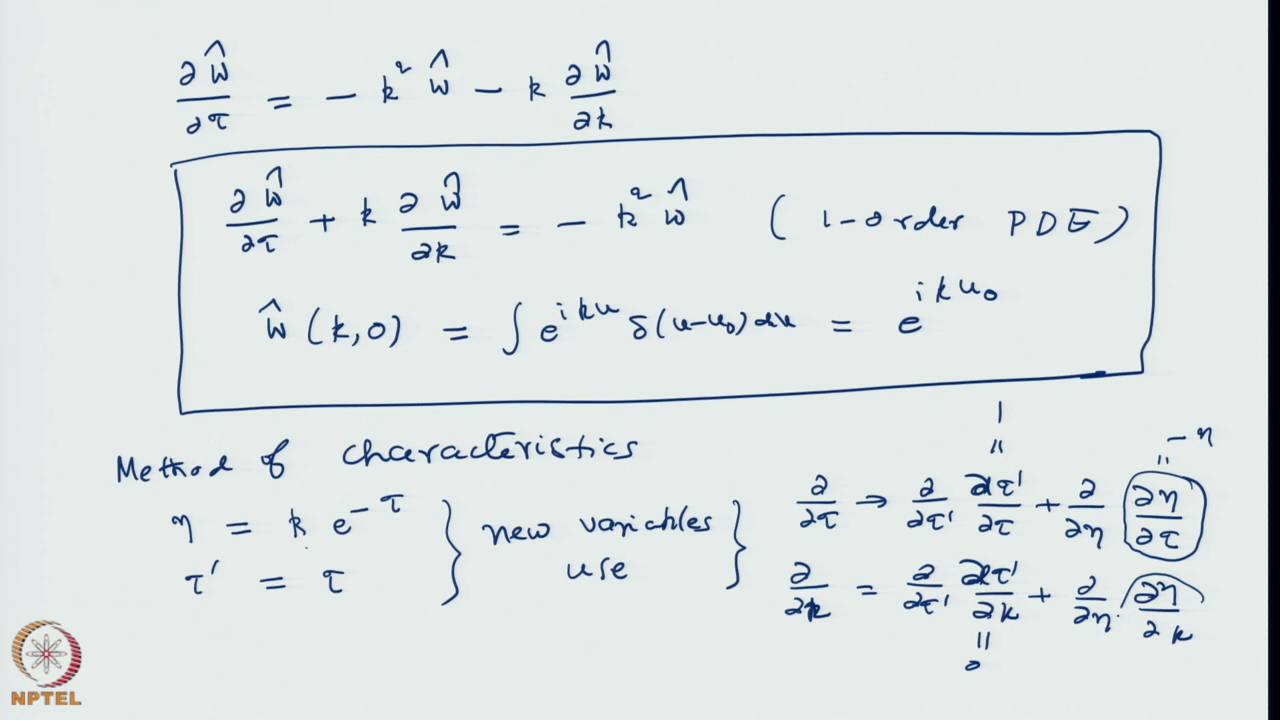 ∂ŵ/∂τ = − k² ŵ − k ∂ŵ/∂k
∂ŵ/∂τ + k ∂ŵ/∂k = − k² ŵ (1-order PDE)
ŵ(k,0) = ∫ e^{iku} δ(u−u₀) du = e^{iku₀}
Method of characteristics
η = k e^{−τ}
τ' = τ
} new variables use }
1 = −η =
∂/∂τ → ∂/∂τ' ∂τ'/∂τ + ∂/∂η ∂η/∂τ
∂/∂k = ∂/∂τ' ∂τ'/∂k + ∂/∂η ∂η/∂k
= 0
NPTEL